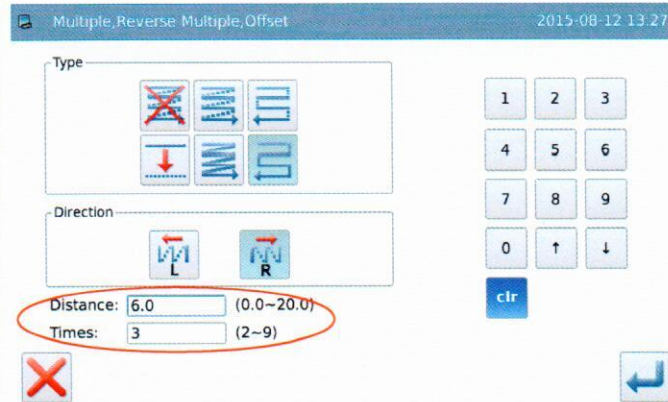 Multiple,Reverse Multiple,Offset 2015-08-12 13:27
Type
Direction
L R
Distance: 6.0 (0.0~20.0)
Times: 3 (2~9)
1 2 3
4 5 6
7 8 9
0 ↑ ↓
clr